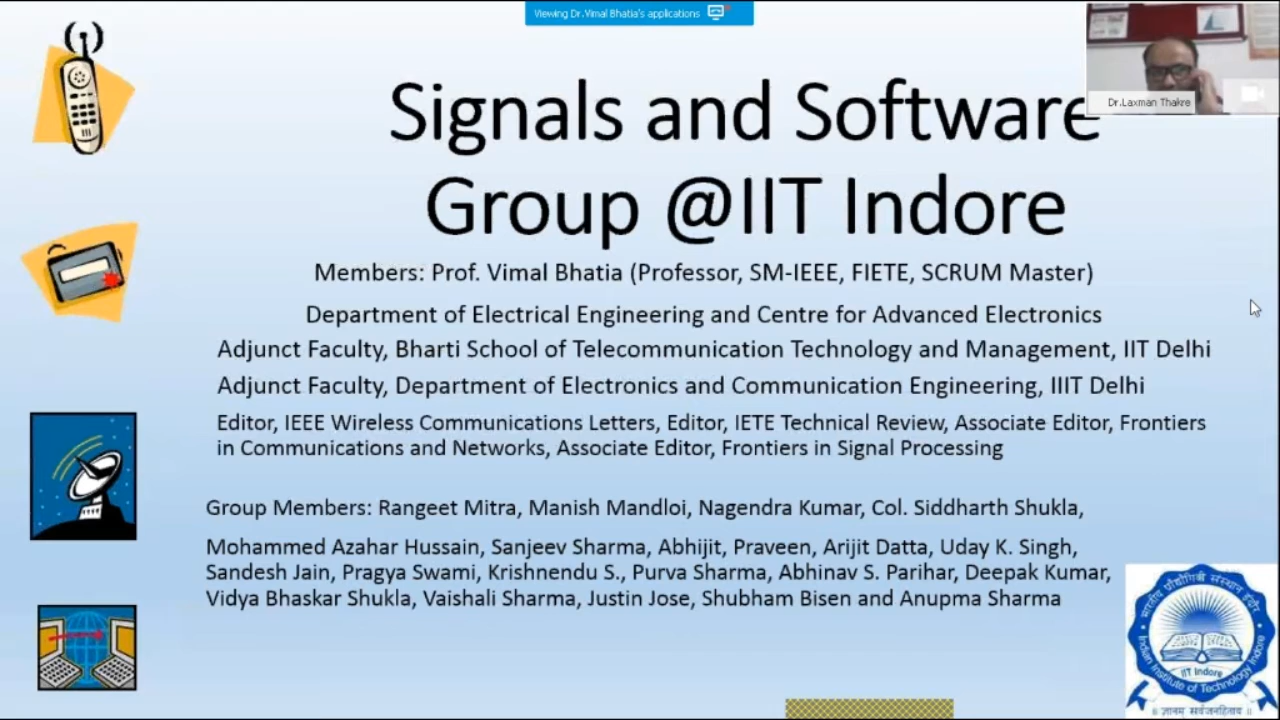 Viewing Dr.Vimal Bhatia's applications
Dr.Laxman Thakre
Signals and Software
Group @IIT Indore
Members: Prof. Vimal Bhatia (Professor, SM-IEEE, FIETE, SCRUM Master)
Department of Electrical Engineering and Centre for Advanced Electronics
Adjunct Faculty, Bharti School of Telecommunication Technology and Management, IIT Delhi
Adjunct Faculty, Department of Electronics and Communication Engineering, IIIT Delhi
Editor, IEEE Wireless Communications Letters, Editor, IETE Technical Review, Associate Editor, Frontiers
in Communications and Networks, Associate Editor, Frontiers in Signal Processing
Group Members: Rangeet Mitra, Manish Mandloi, Nagendra Kumar, Col. Siddharth Shukla,
Mohammed Azahar Hussain, Sanjeev Sharma, Abhijit, Praveen, Arijit Datta, Uday K. Singh,
Sandesh Jain, Pragya Swami, Krishnendu S., Purva Sharma, Abhinav S. Parihar, Deepak Kumar,
Vidya Bhaskar Shukla, Vaishali Sharma, Justin Jose, Shubham Bisen and Anupma Sharma
भारतीय प्रौद्योगिकी संस्थान इंदौर
IIT Indore
Indian Institute of Technology Indore
॥ ज्ञानम् सर्वजनहिताय ॥